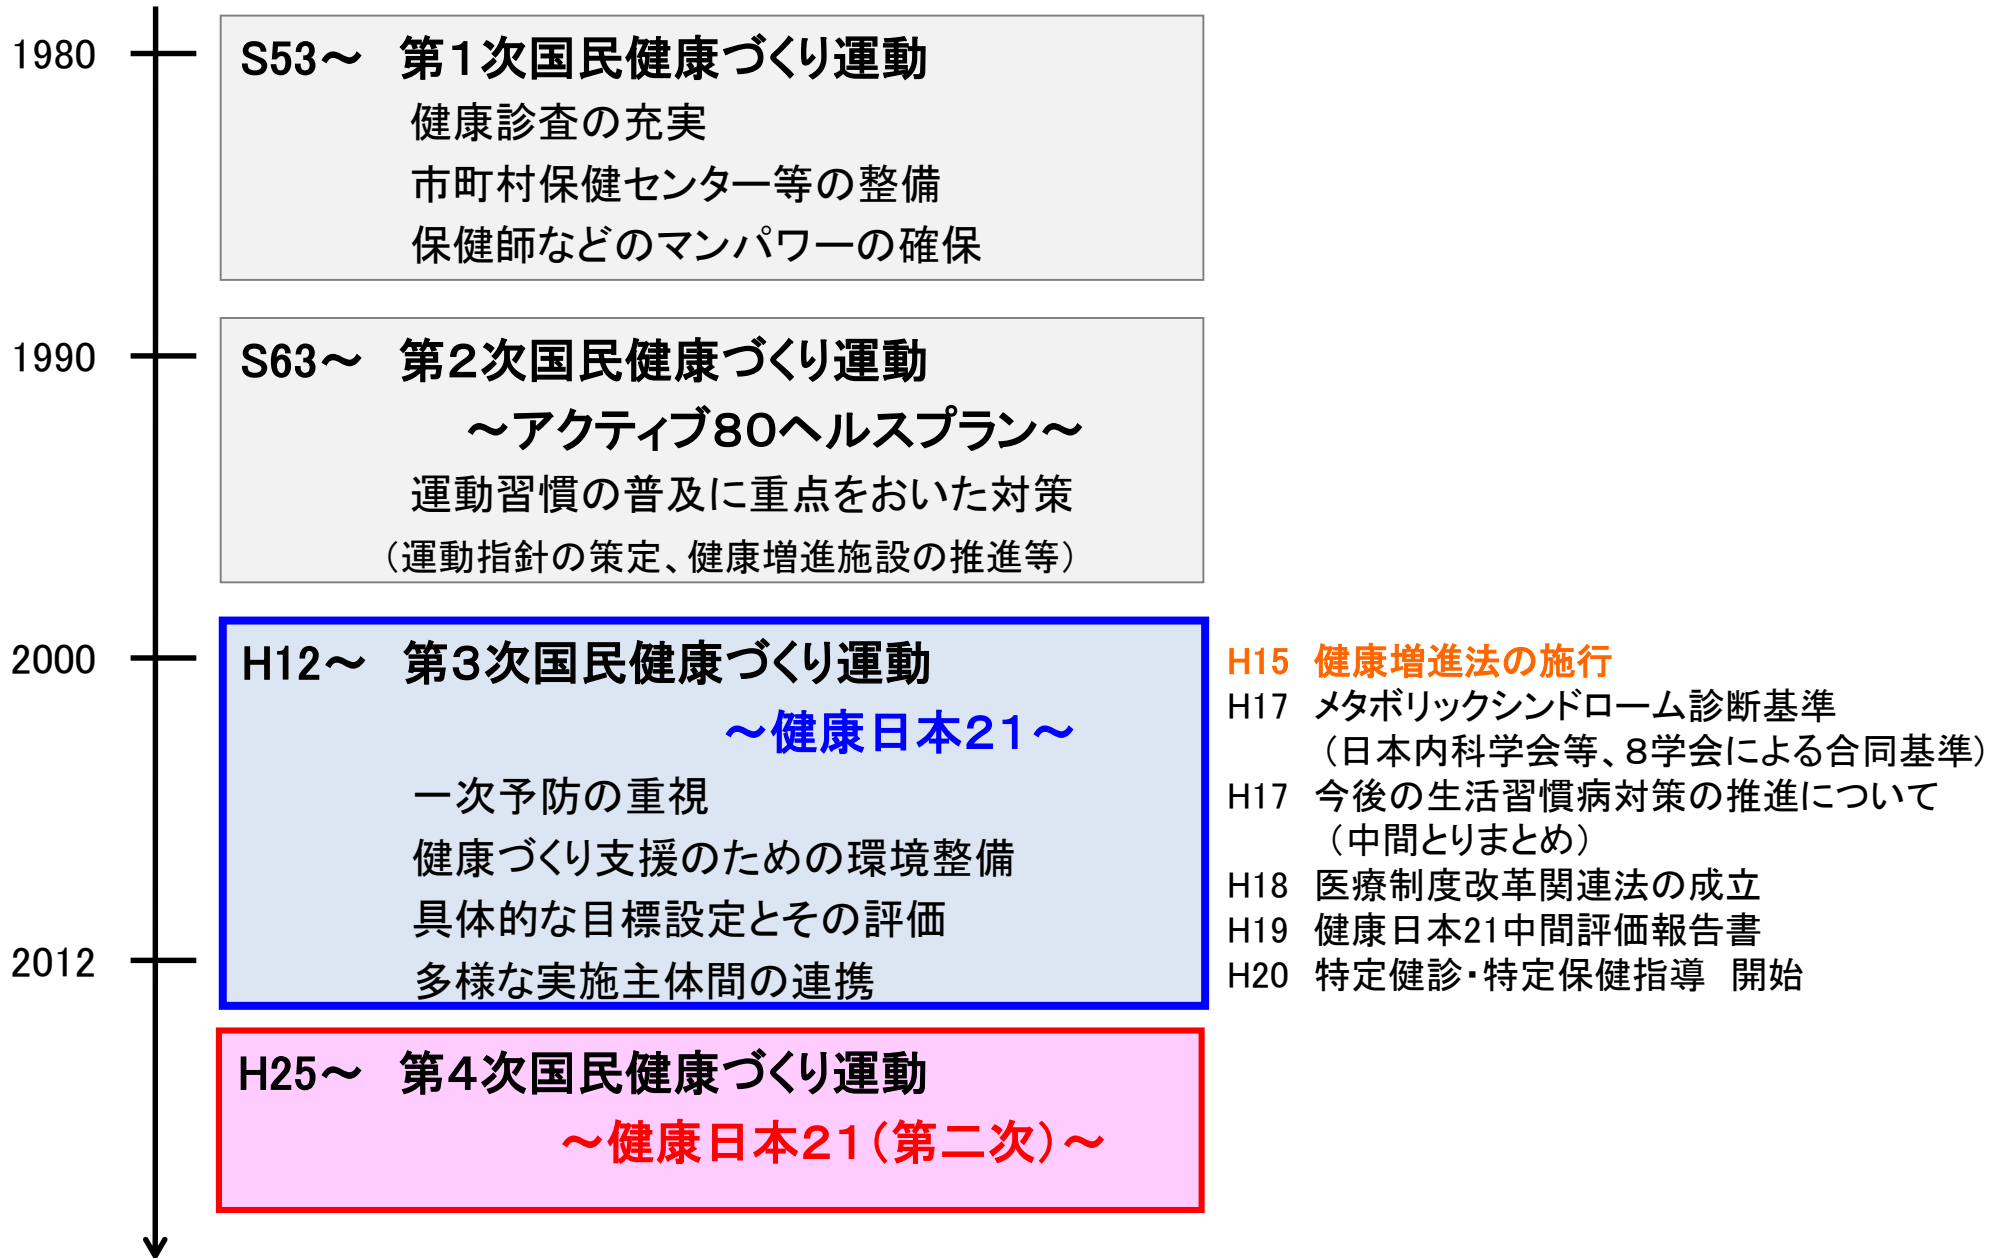 1980
S53～　第１次国民健康づくり運動
健康診査の充実
市町村保健センター等の整備
保健師などのマンパワーの確保
1990
S63～　第２次国民健康づくり運動
～アクティブ８０ヘルスプラン～
運動習慣の普及に重点をおいた対策
（運動指針の策定、健康増進施設の推進等）
2000
H12～　第３次国民健康づくり運動
～健康日本２１～
一次予防の重視
健康づくり支援のための環境整備
具体的な目標設定とその評価
2012
多様な実施主体間の連携
H15　健康増進法の施行
H17　メタボリックシンドローム診断基準
（日本内科学会等、８学会による合同基準）
H17　今後の生活習慣病対策の推進について
（中間とりまとめ）
H18　医療制度改革関連法の成立
H19　健康日本21中間評価報告書
H20　特定健診・特定保健指導　開始
H25～　第４次国民健康づくり運動
～健康日本２１（第二次）～